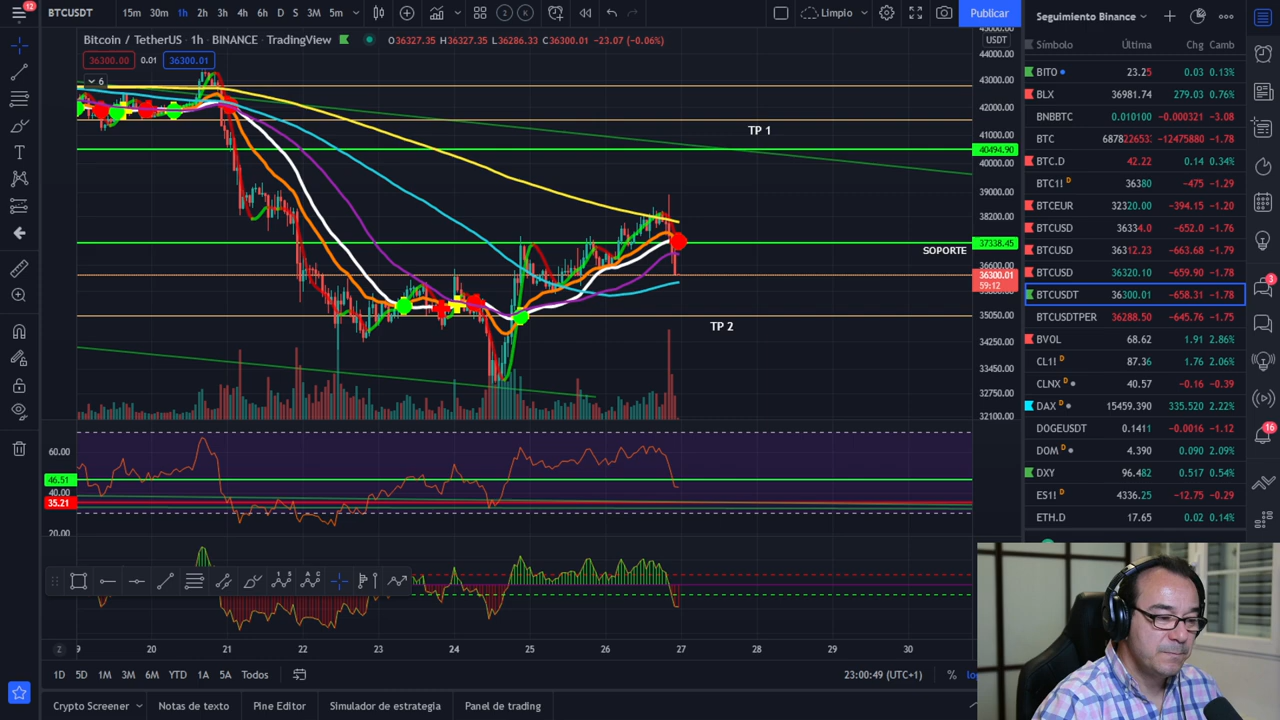 12
BTCUSDT
15m 30m 1h 2h 3h 4h 6h D S 3M 5m
2 K
Limpio
Publicar
Bitcoin / TetherUS · 1h · BINANCE · TradingView
O36327.35 H36327.35 L36286.33 C36300.01 −23.07 (−0.06%)
36300.00 0.01 36300.01
6
TP 1
SOPORTE
TP 2
USDT
44000.00
43000.00
42000.00
41000.00
40494.90
40000.00
39000.00
38200.00
37338.45
36600.00
36300.01
59:12
35050.00
34250.00
33450.00
32750.00
32100.00
60.00
46.51
40.00
35.21
20.00
Z
20 21 22 23 24 25 26 27 28 29 30
1D 5D 1M 3M 6M YTD 1A 5A Todos
23:00:49 (UTC+1)
%
Crypto Screener
Notas de texto
Pine Editor
Simulador de estrategia
Panel de trading
Seguimiento Binance
Símbolo Última Chg Camb
BITO D 23.25 0.03 0.13%
BLX 36981.74 279.03 0.76%
BNBBTC 0.010100 -0.000321 -3.08
BTC 6878226532 -12475880 -1.78
BTC.D 42.22 0.14 0.34%
BTC1! D 36380 -475 -1.29
BTCEUR 32320.00 -394.15 -1.20
BTCUSD 36334.0 -652.0 -1.76
BTCUSD 36312.23 -663.68 -1.79
BTCUSD 36320.10 -659.90 -1.78
BTCUSDT 36300.01 -658.31 -1.78
BTCUSDTPER 36288.50 -645.76 -1.75
BVOL 68.62 1.91 2.86%
CL1! D 87.36 1.76 2.06%
CLNX D 40.57 -0.16 -0.39
DAX D 15459.390 335.520 2.22%
DOGEUSDT 0.1411 -0.0016 -1.12
DOM D 4.390 0.090 2.09%
DXY 96.482 0.517 0.54%
ES1! D 4336.25 -12.75 -0.29
ETH.D 17.65 0.02 0.14%
3
16